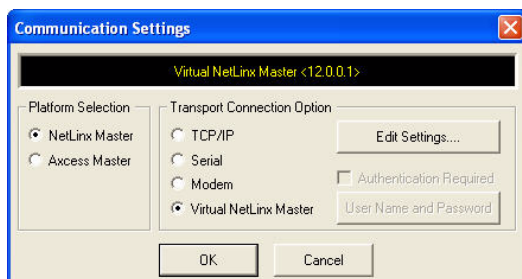 Communication Settings
Virtual NetLinx Master <12.0.0.1>
Platform Selection
NetLinx Master
Axcess Master
Transport Connection Option
TCP/IP
Serial
Modem
Virtual NetLinx Master
Edit Settings....
Authentication Required
User Name and Password
OK
Cancel